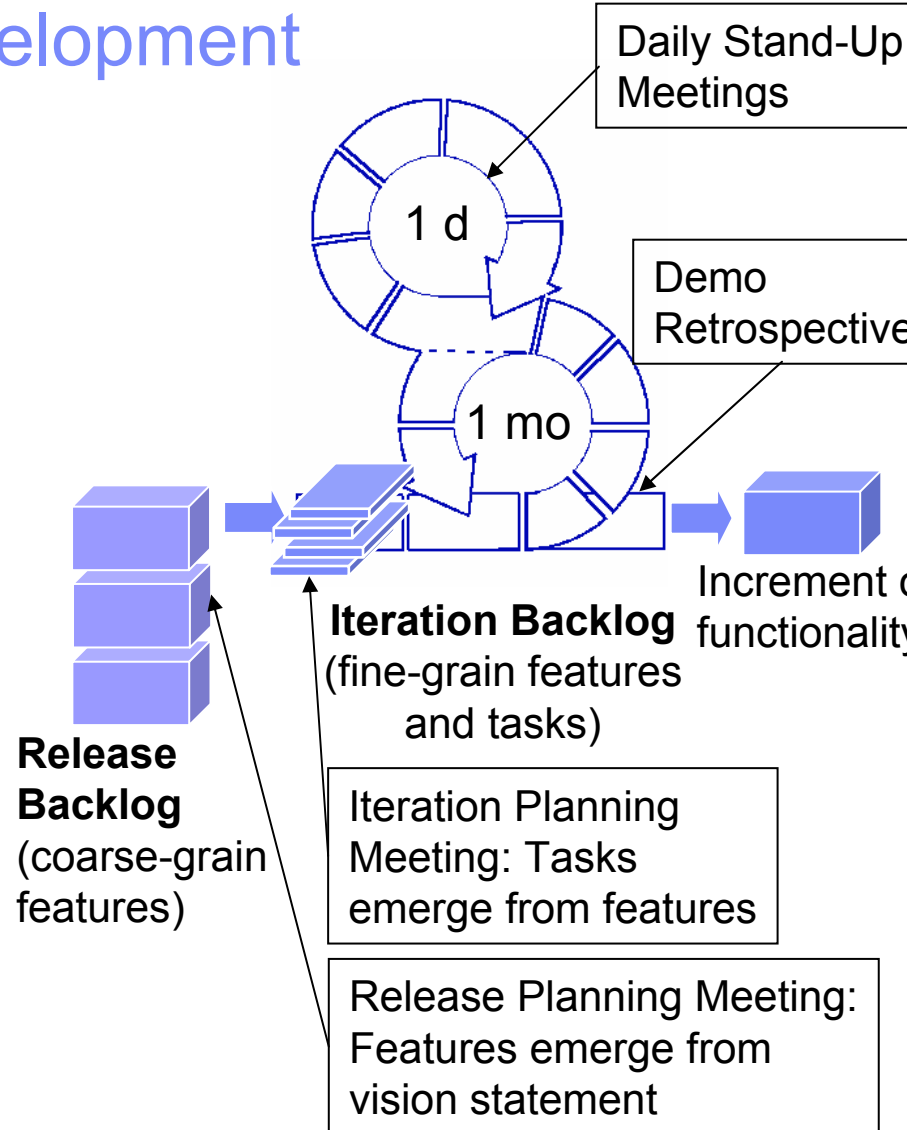 elopment
Daily Stand-Up
Meetings
1 d
Demo
Retrospective
1 mo
Increment
functionality
Iteration Backlog
(fine-grain features
and tasks)
Release
Backlog
(coarse-grain
features)
Iteration Planning
Meeting: Tasks
emerge from features
Release Planning Meeting:
Features emerge from
vision statement